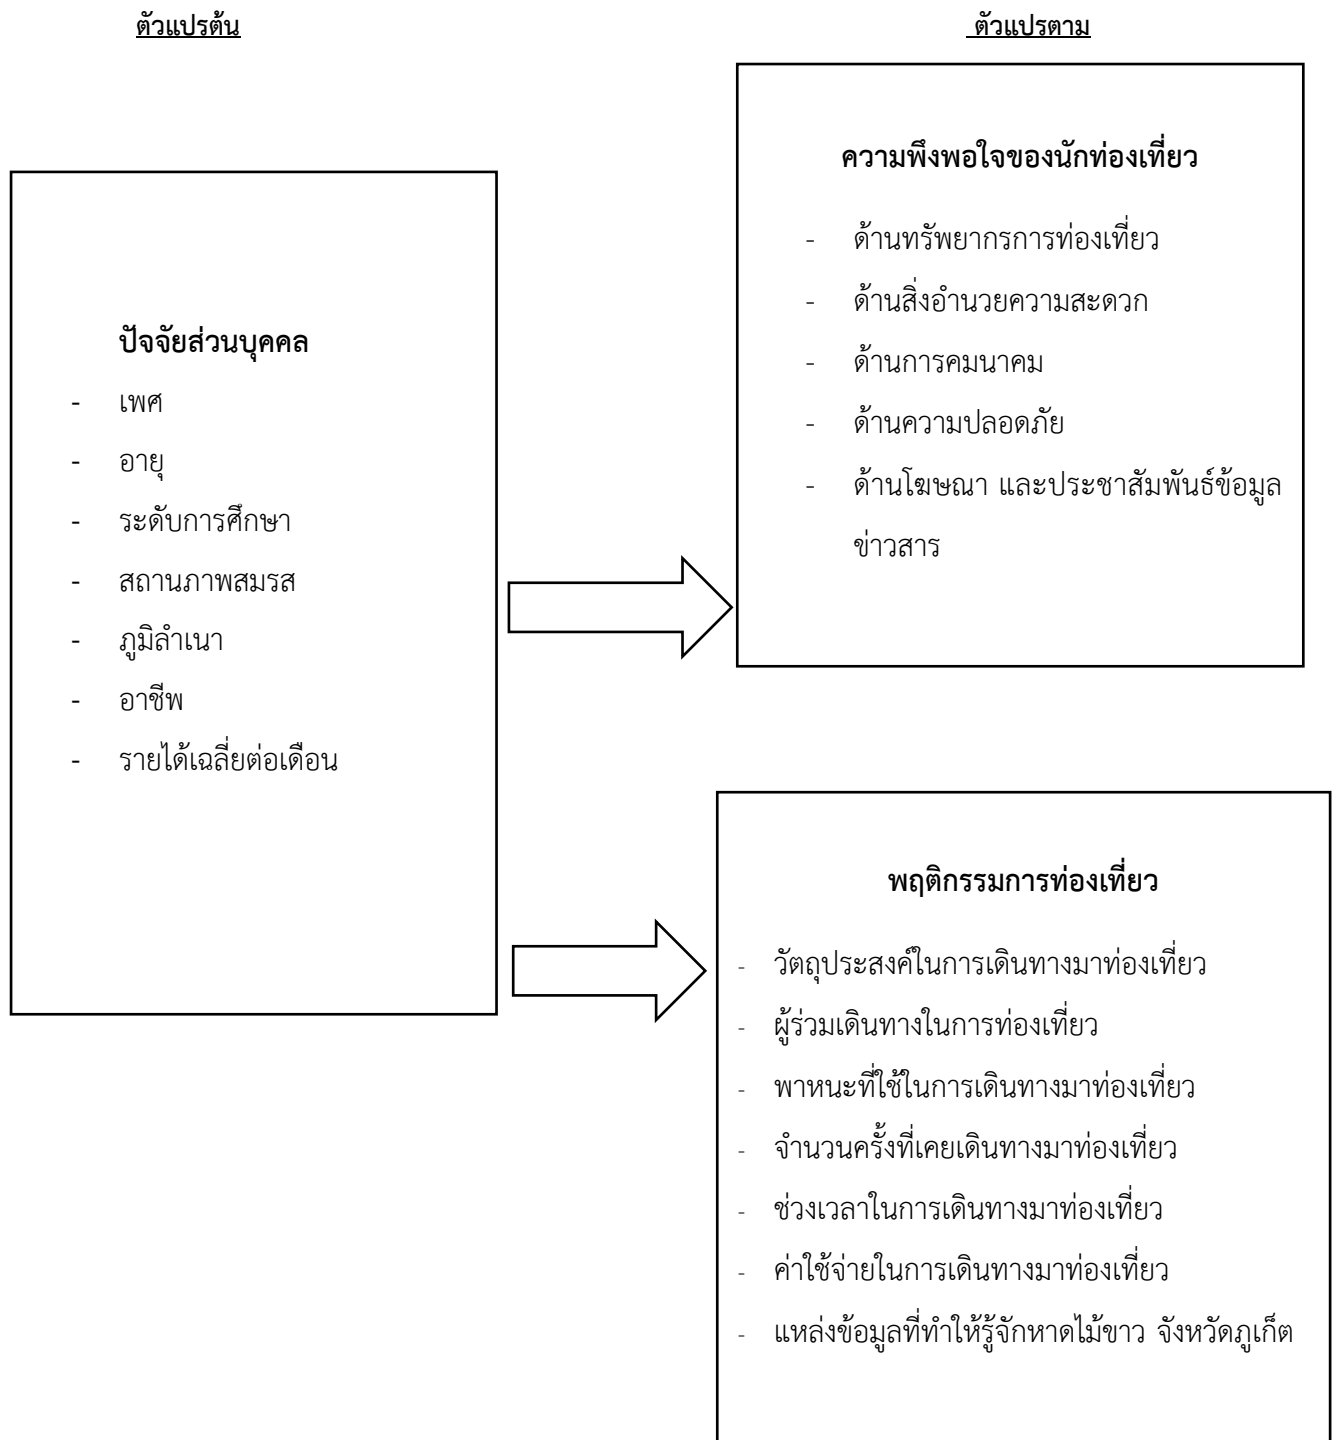 ตัวแปรต้น
ตัวแปรตาม
ปัจจัยส่วนบุคคล
- เพศ
- อายุ
- ระดับการศึกษา
- สถานภาพสมรส
- ภูมิลำเนา
- อาชีพ
- รายได้เฉลี่ยต่อเดือน
ความพึงพอใจของนักท่องเที่ยว
- ด้านทรัพยากรการท่องเที่ยว
- ด้านสิ่งอำนวยความสะดวก
- ด้านการคมนาคม
- ด้านความปลอดภัย
- ด้านโฆษณา และประชาสัมพันธ์ข้อมูล
ข่าวสาร
พฤติกรรมการท่องเที่ยว
- วัตถุประสงค์ในการเดินทางมาท่องเที่ยว
- ผู้ร่วมเดินทางในการท่องเที่ยว
- พาหนะที่ใช้ในการเดินทางมาท่องเที่ยว
- จำนวนครั้งที่เคยเดินทางมาท่องเที่ยว
- ช่วงเวลาในการเดินทางมาท่องเที่ยว
- ค่าใช้จ่ายในการเดินทางมาท่องเที่ยว
- แหล่งข้อมูลที่ทำให้รู้จักหาดไม้ขาว จังหวัดภูเก็ต